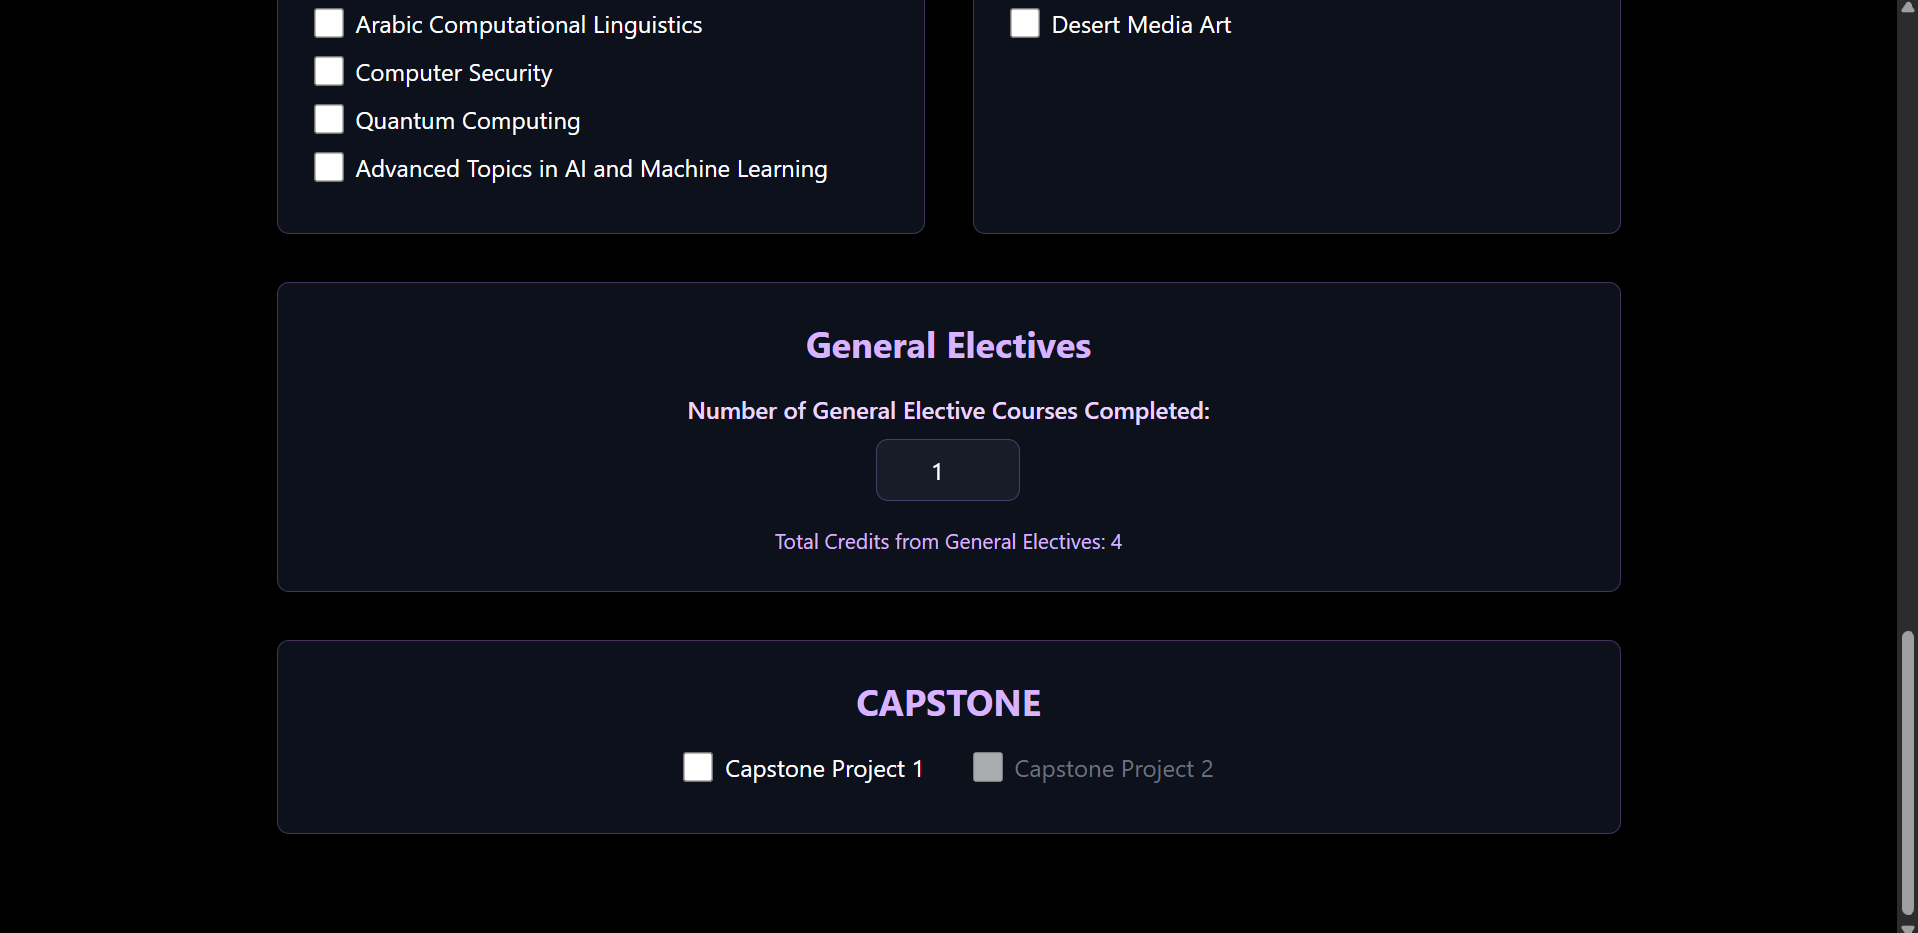 Arabic Computational Linguistics
Computer Security
Quantum Computing
Advanced Topics in AI and Machine Learning
Desert Media Art
General Electives
Number of General Elective Courses Completed:
1
Total Credits from General Electives: 4
CAPSTONE
Capstone Project 1
Capstone Project 2